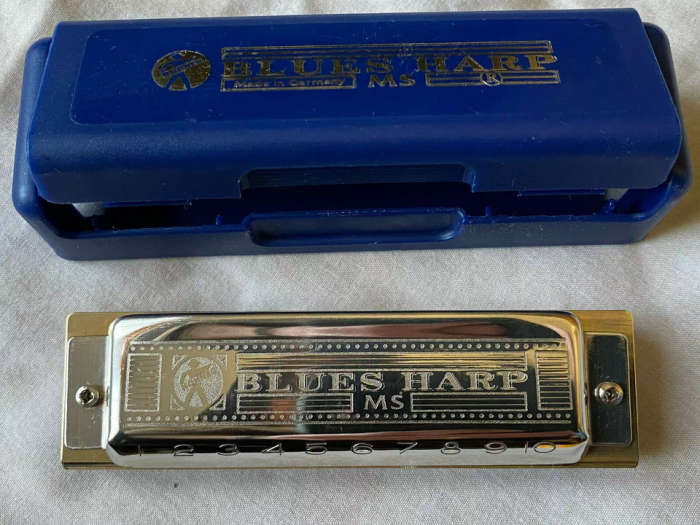 BLUES HARP
Made in Germany MS ®
BLUES HARP
MS
1 2 3 4 5 6 7 8 9 10